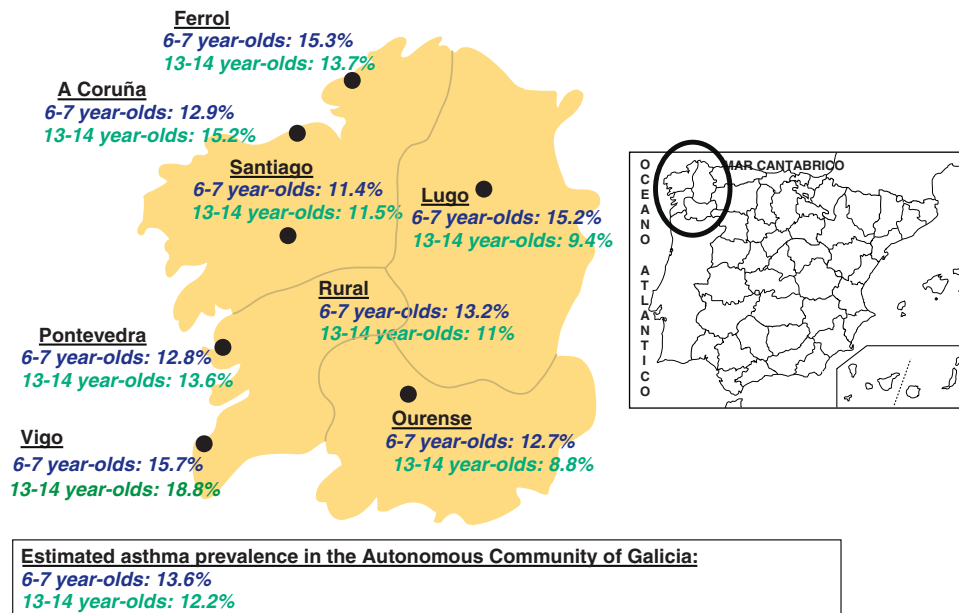 Ferrol
6-7 year-olds: 15.3%
13-14 year-olds: 13.7%
A Coruña
6-7 year-olds: 12.9%
13-14 year-olds: 15.2%
Santiago
6-7 year-olds: 11.4%
13-14 year-olds: 11.5%
Lugo
6-7 year-olds: 15.2%
13-14 year-olds: 9.4%
Rural
6-7 year-olds: 13.2%
13-14 year-olds: 11%
Pontevedra
6-7 year-olds: 12.8%
13-14 year-olds: 13.6%
Ourense
6-7 year-olds: 12.7%
13-14 year-olds: 8.8%
Vigo
6-7 year-olds: 15.7%
13-14 year-olds: 18.8%
MAR CANTABRICO
OCEANO ATLANTICO
Estimated asthma prevalence in the Autonomous Community of Galicia:
6-7 year-olds: 13.6%
13-14 year-olds: 12.2%